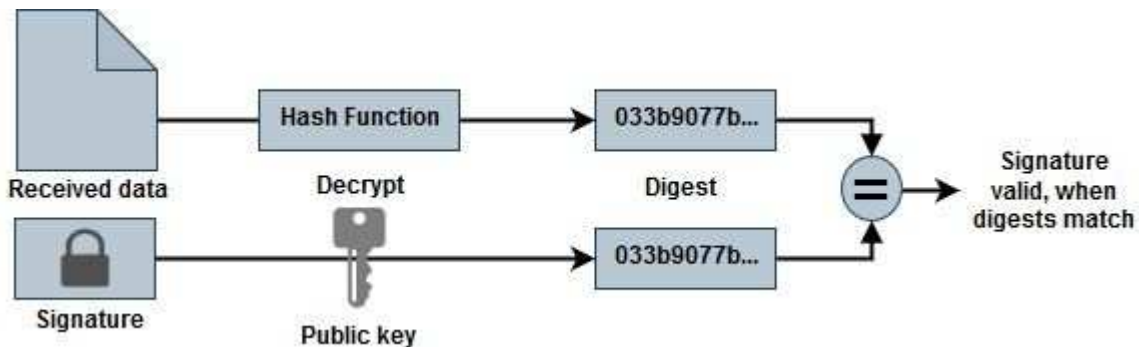 Hash Function
033b9077b...
Received data
Decrypt
Digest
Signature
valid, when
digests match
033b9077b...
Signature
Public key